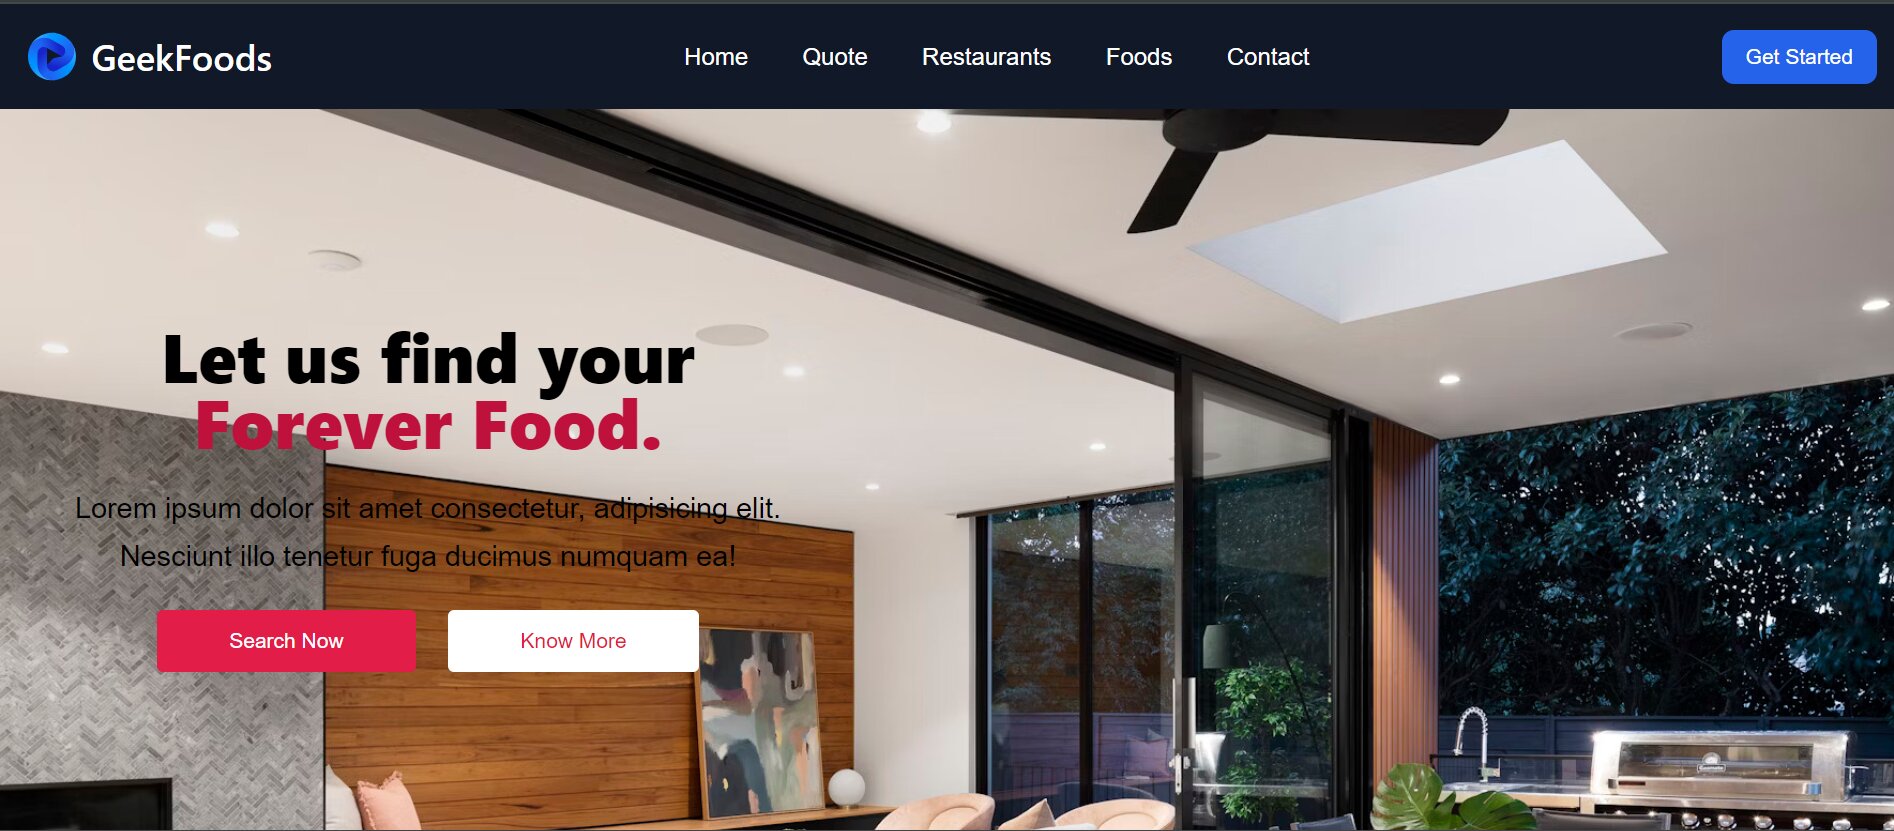 GeekFoods
Home
Quote
Restaurants
Foods
Contact
Get Started
Let us find your
Forever Food.
Lorem ipsum dolor sit amet consectetur, adipisicing elit.
Nesciunt illo tenetur fuga ducimus numquam ea!
Search Now
Know More